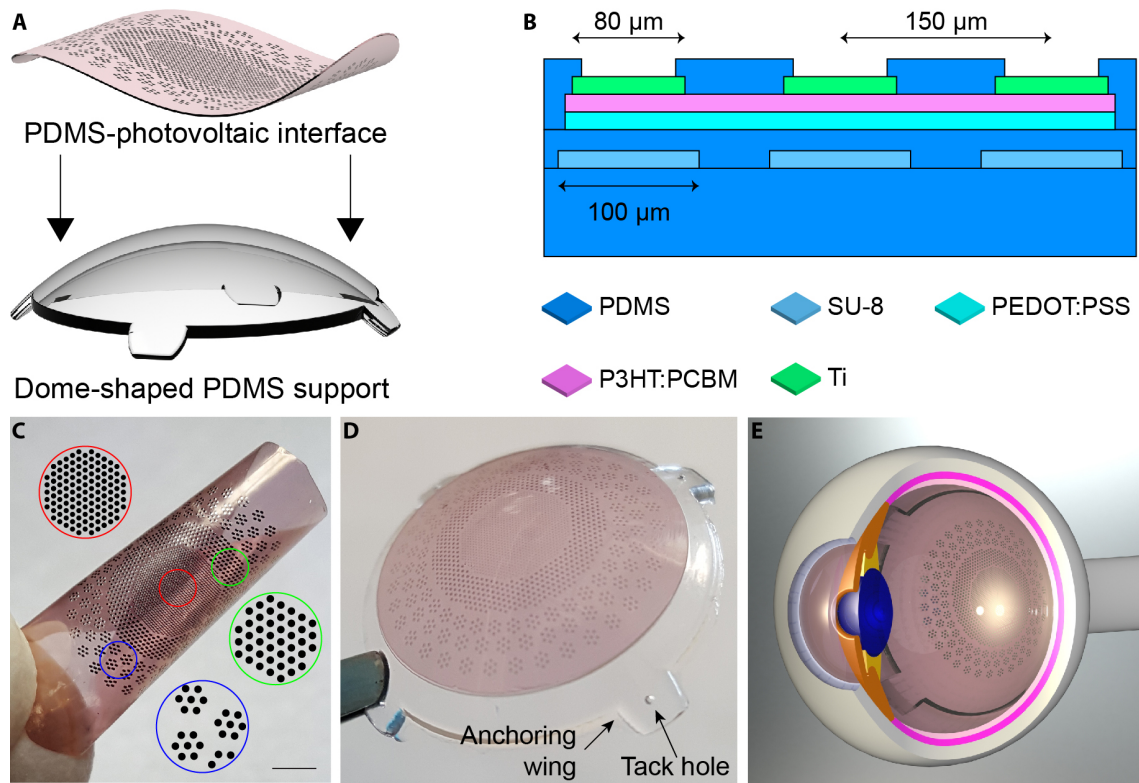 A
PDMS-photovoltaic interface
Dome-shaped PDMS support
B
80 µm
150 µm
100 µm
PDMS
SU-8
PEDOT:PSS
P3HT:PCBM
Ti
C
D
Anchoring
wing
Tack hole
E